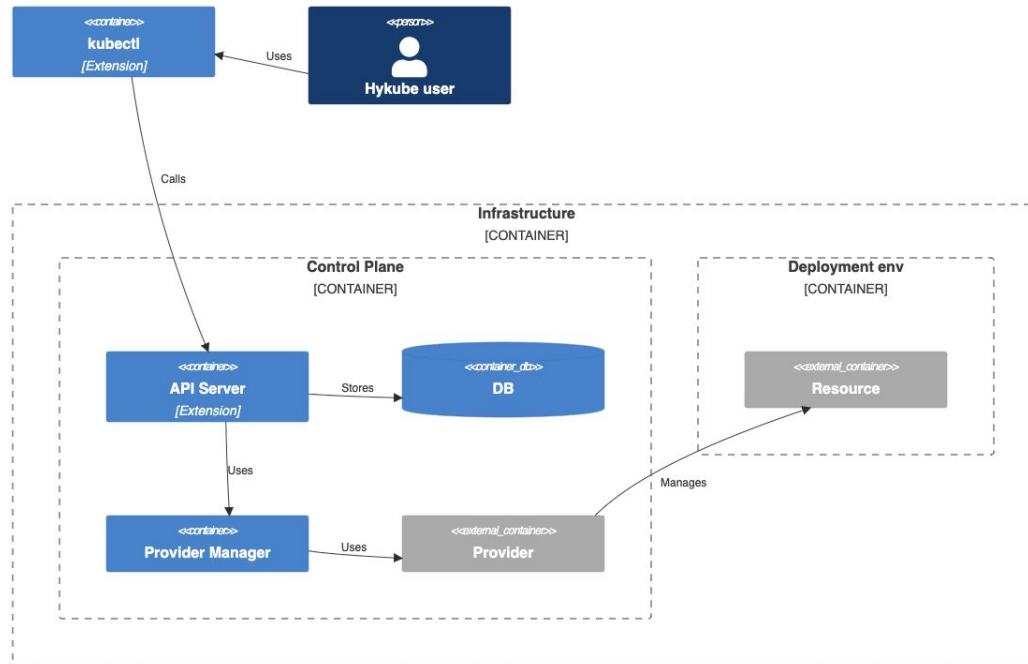 <<container>>
kubectl
[Extension]
<<person>>
Hykube user
Uses
Calls
Infrastructure
[CONTAINER]
Control Plane
[CONTAINER]
Deployment env
[CONTAINER]
<<container>>
API Server
[Extension]
Stores
<<container_db>>
DB
<<external_container>>
Resource
Uses
Manages
<<container>>
Provider Manager
Uses
<<external_container>>
Provider